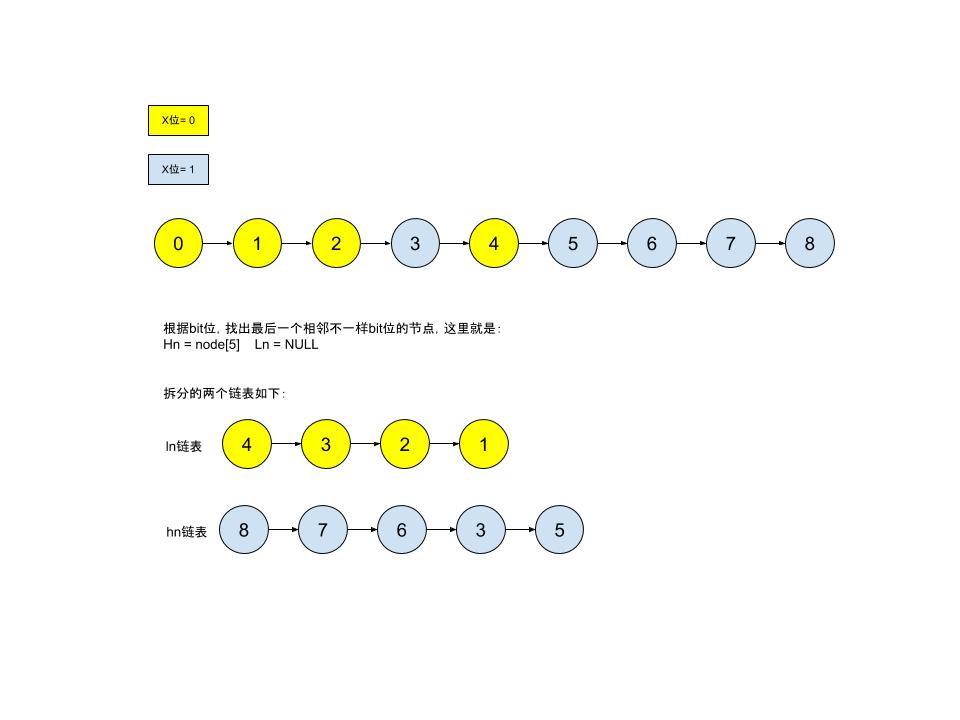 X位= 0
X位= 1
0 1 2 3 4 5 6 7 8
根据bit位, 找出最后一个相邻不一样bit位的节点, 这里就是:
Hn = node[5]    Ln = NULL
拆分的两个链表如下:
ln链表 4 3 2 1
hn链表 8 7 6 3 5